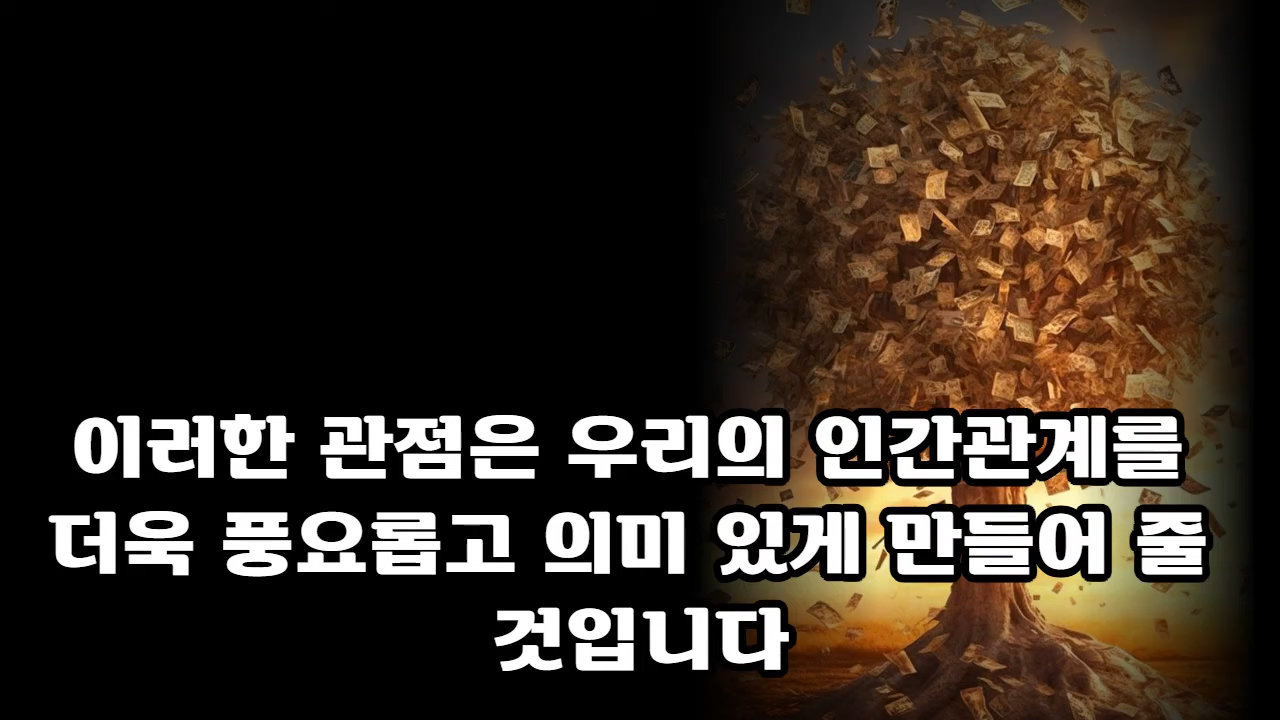 이러한 관점은 우리의 인간관계를
더욱 풍요롭고 의미 있게 만들어 줄
것입니다